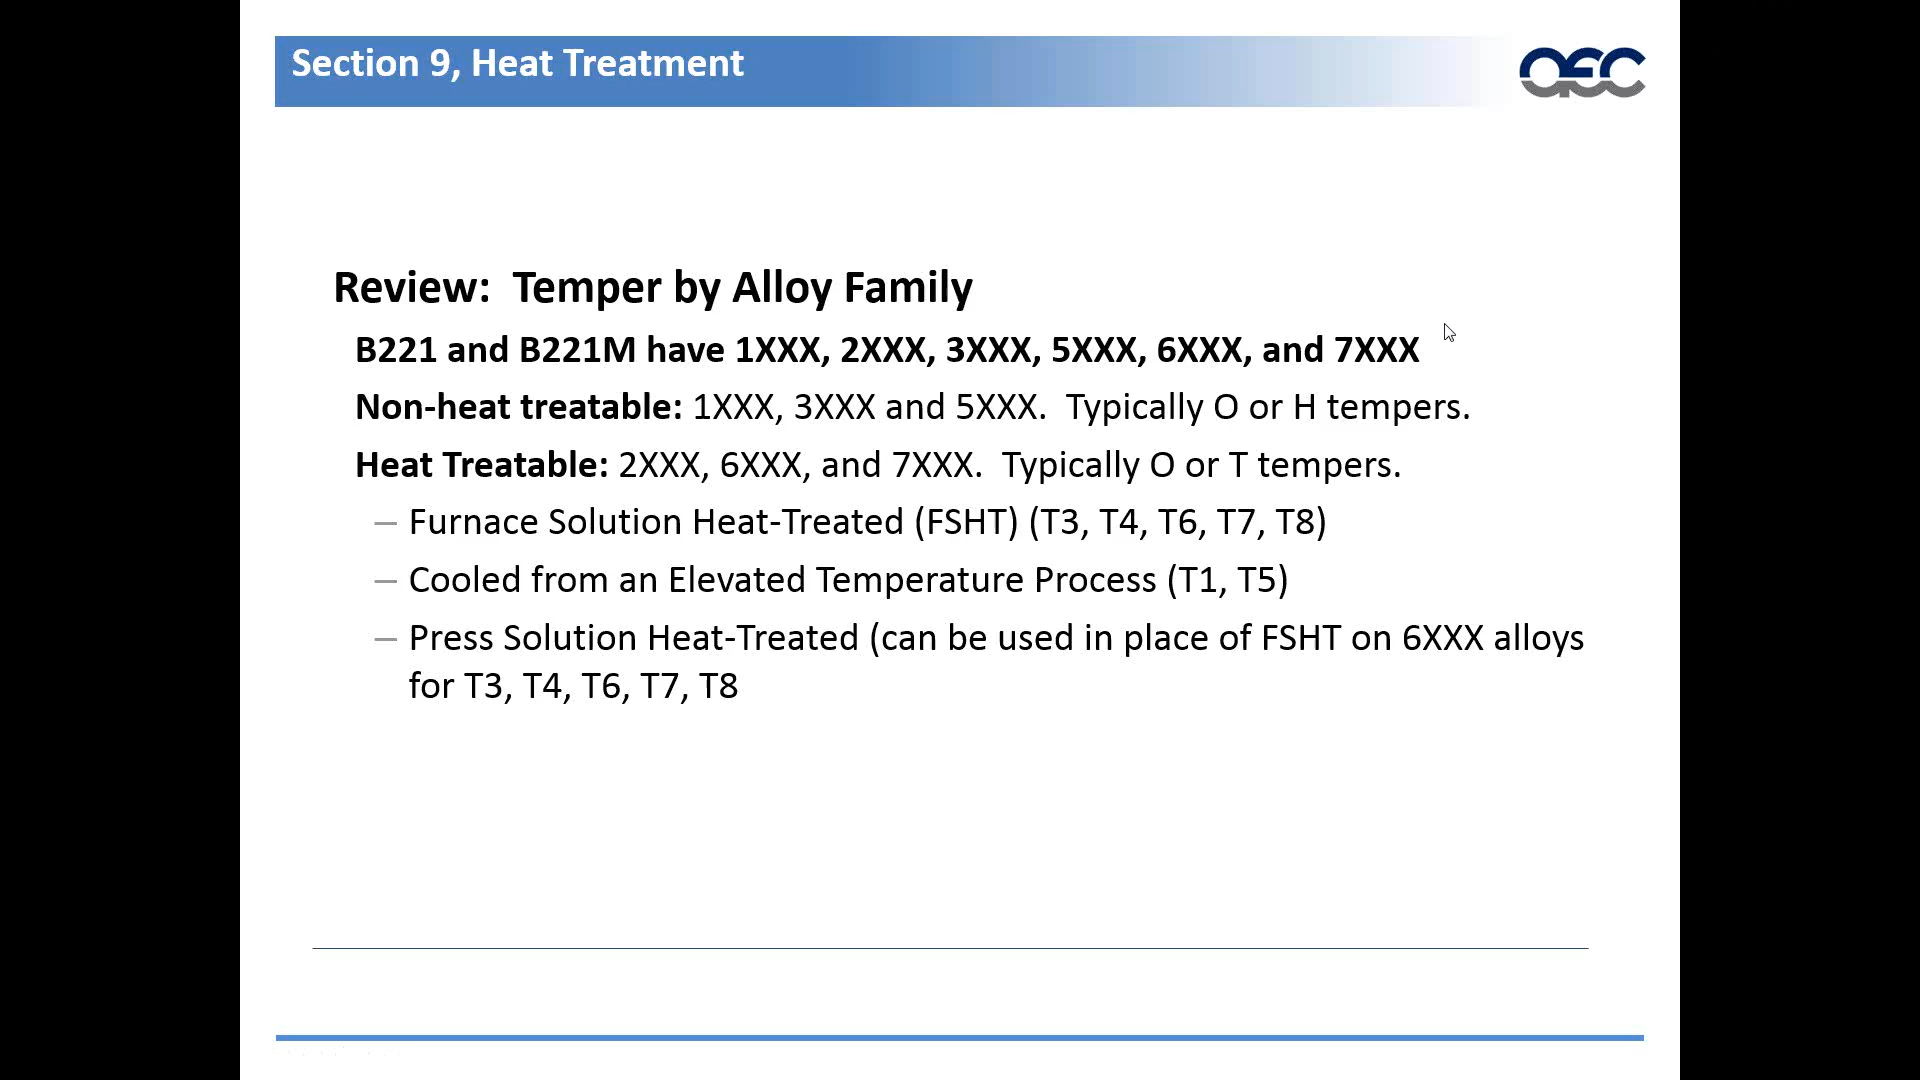 Section 9, Heat Treatment
aec
Review:  Temper by Alloy Family
B221 and B221M have 1XXX, 2XXX, 3XXX, 5XXX, 6XXX, and 7XXX
Non-heat treatable: 1XXX, 3XXX and 5XXX.  Typically O or H tempers.
Heat Treatable: 2XXX, 6XXX, and 7XXX.  Typically O or T tempers.
– Furnace Solution Heat-Treated (FSHT) (T3, T4, T6, T7, T8)
– Cooled from an Elevated Temperature Process (T1, T5)
– Press Solution Heat-Treated (can be used in place of FSHT on 6XXX alloys
for T3, T4, T6, T7, T8